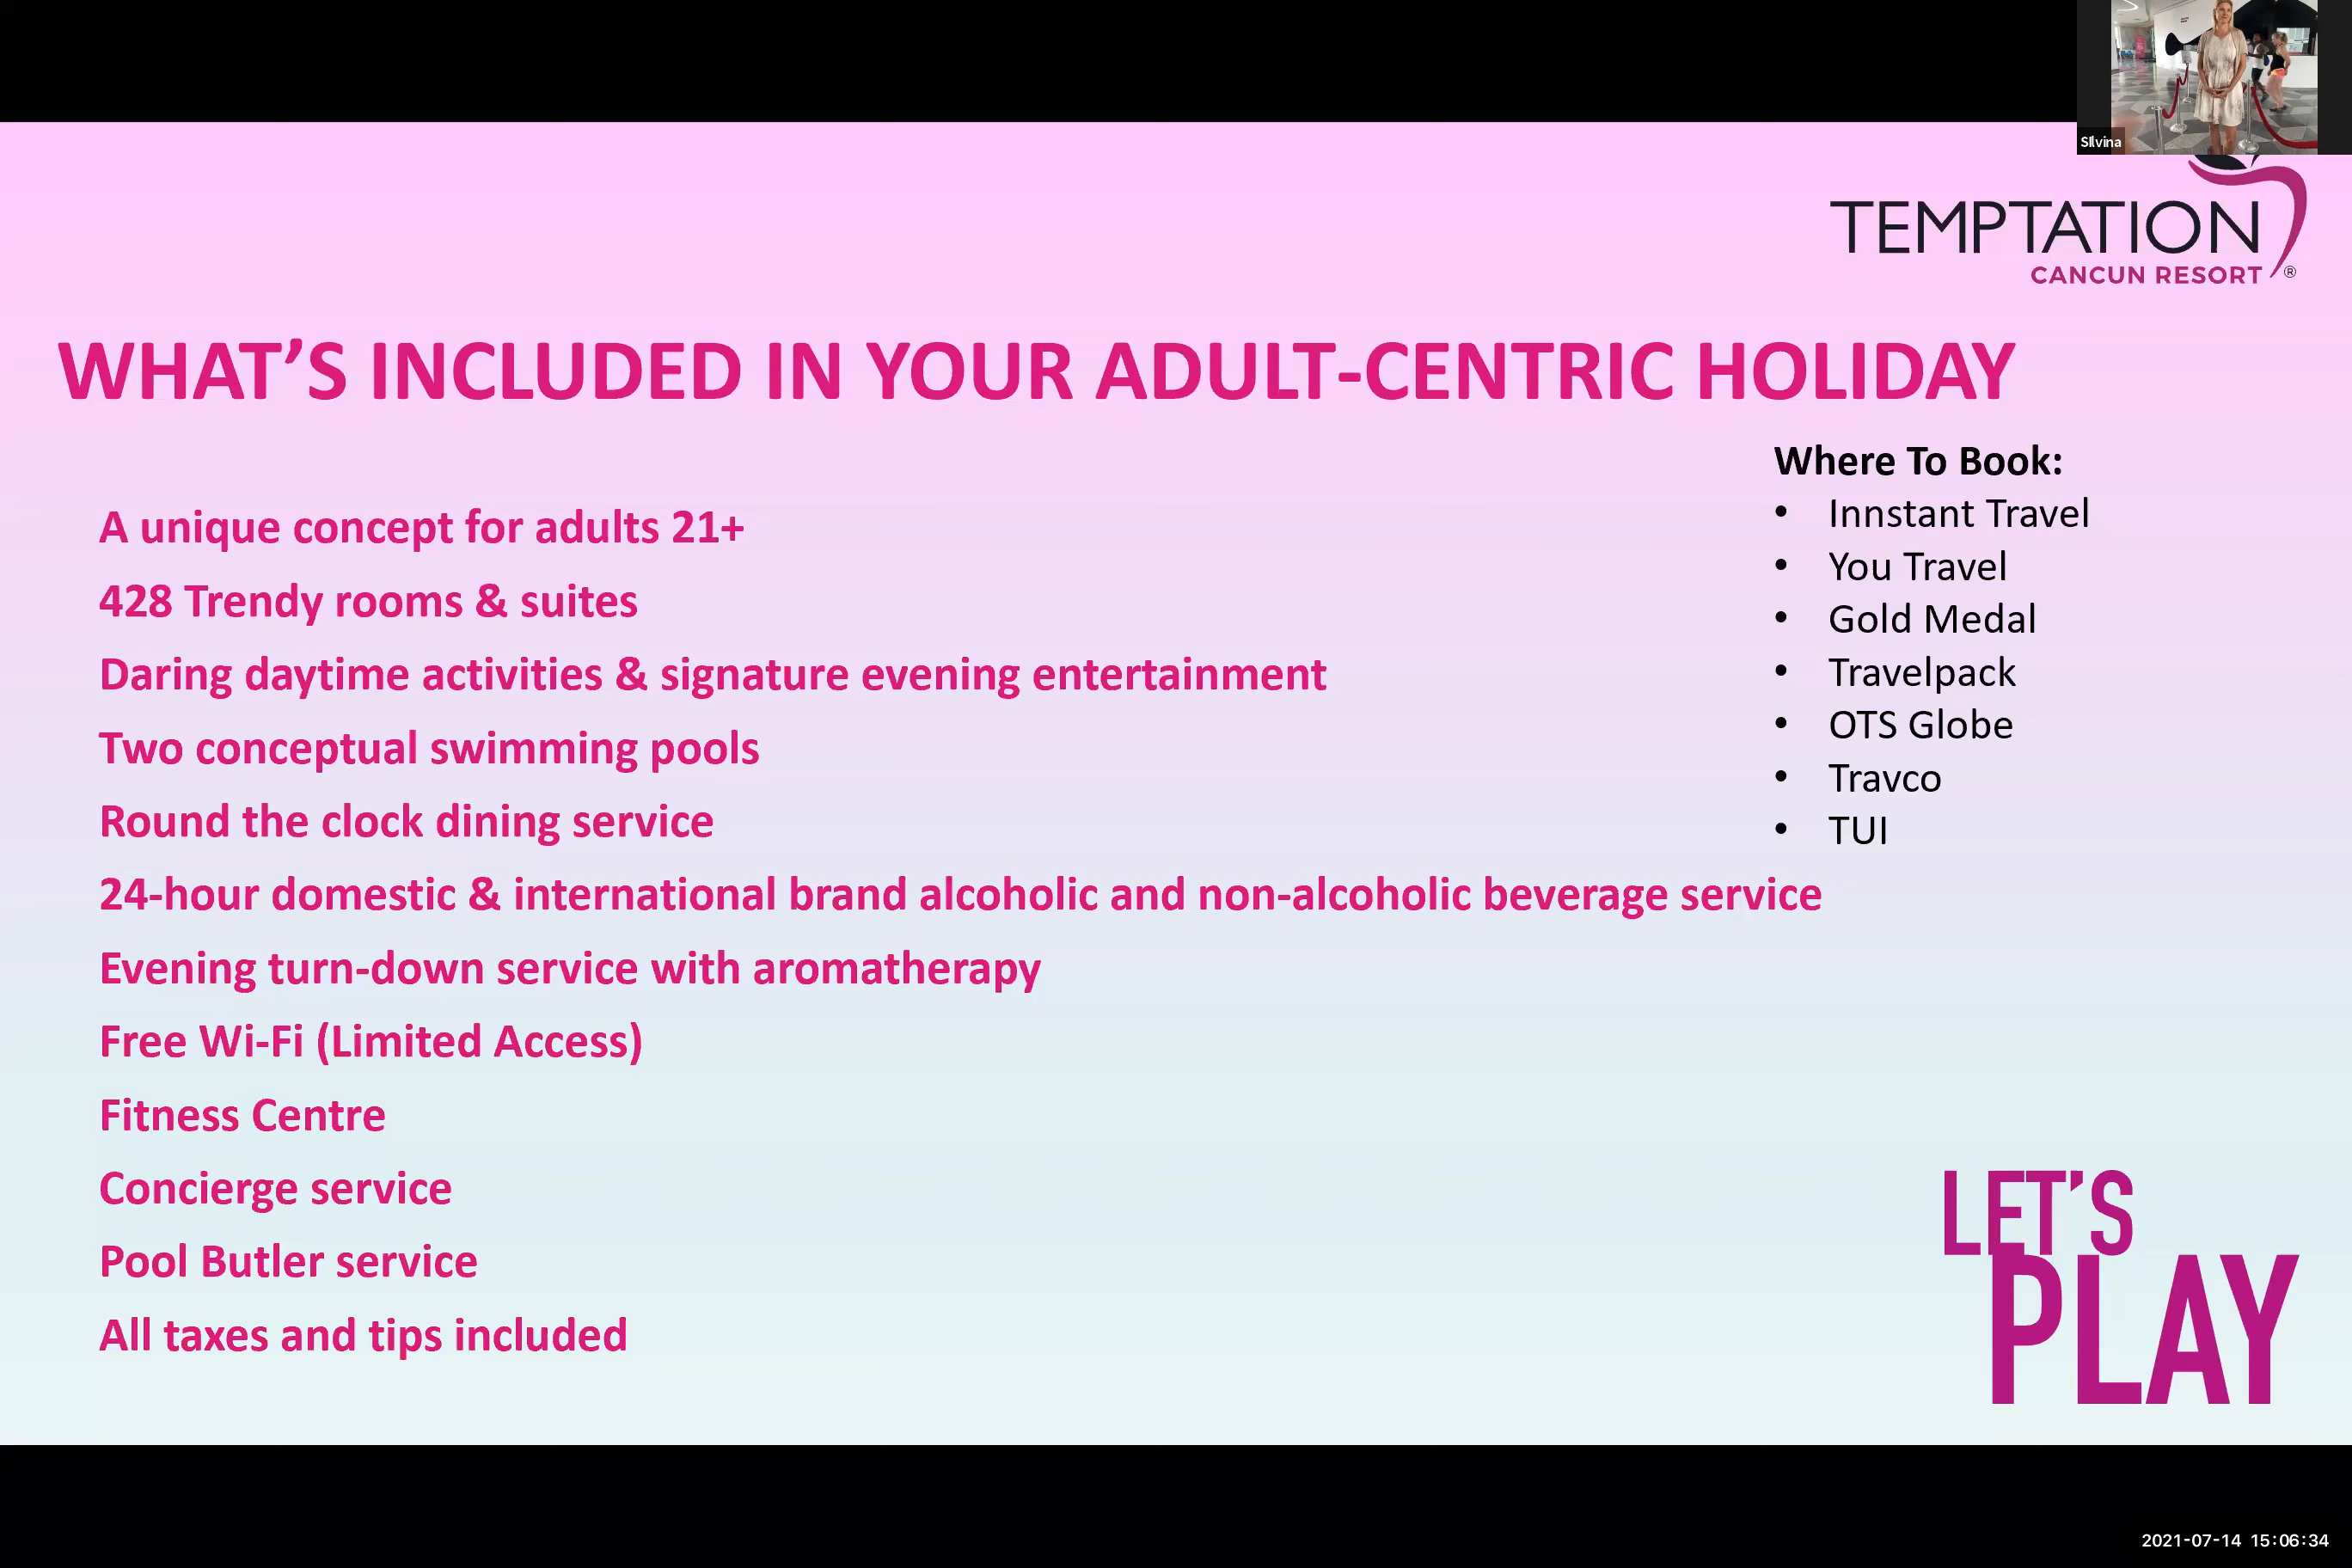 SIlvina
TEMPTATION
CANCUN RESORT ®
WHAT'S INCLUDED IN YOUR ADULT-CENTRIC HOLIDAY
A unique concept for adults 21+
428 Trendy rooms & suites
Daring daytime activities & signature evening entertainment
Two conceptual swimming pools
Round the clock dining service
24-hour domestic & international brand alcoholic and non-alcoholic beverage service
Evening turn-down service with aromatherapy
Free Wi-Fi (Limited Access)
Fitness Centre
Concierge service
Pool Butler service
All taxes and tips included
Where To Book:
• Innstant Travel
• You Travel
• Gold Medal
• Travelpack
• OTS Globe
• Travco
• TUI
LET'S
PLAY
2021-07-14 15:06:34